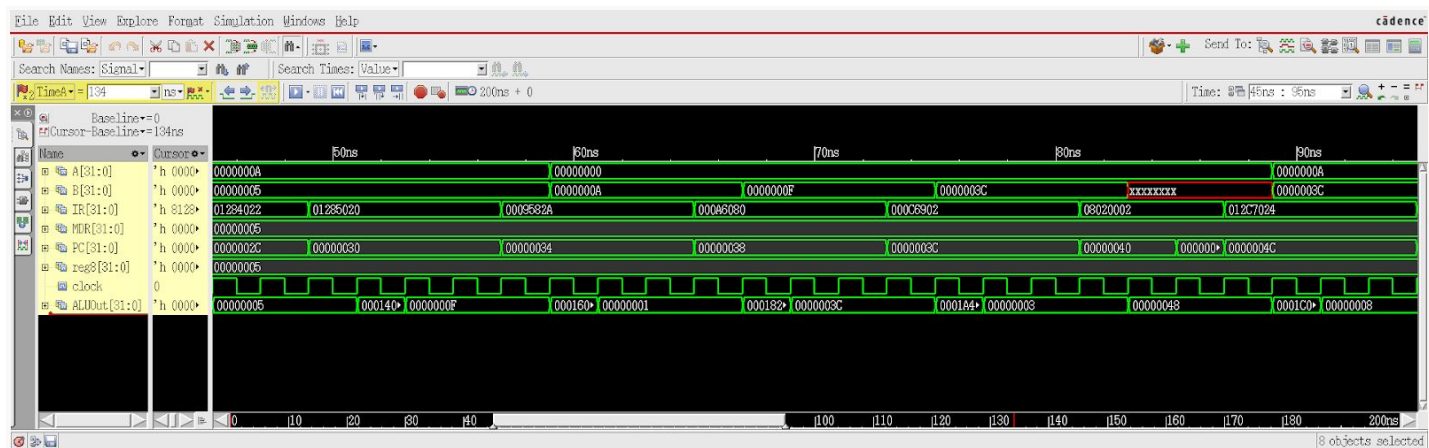 File Edit View Explore Format Simulation Windows Help cādence
Send To:
Search Names: Signal Search Times: Value
TimeA = 134 ns 200ns + 0 Time: 45ns : 95ns
Baseline = 0
Cursor-Baseline = 134ns
Name Cursor 50ns 60ns 70ns 80ns 90ns
A[31:0] 'h 0000 0000000A 00000000 0000000A
B[31:0] 'h 0000 00000005 0000000A 0000000F 0000003C xxxxxxxx 0000003C
IR[31:0] 'h 8128 01284022 01285020 0009582A 000A6080 000C6902 08020002 012C7024
MDR[31:0] 'h 0000 00000005
PC[31:0] 'h 0000 0000002C 00000030 00000034 00000038 0000003C 00000040 000000 0000004C
reg8[31:0] 'h 0000 00000005
clock 0
ALUOut[31:0] 'h 0000 00000005 000140 0000000F 000160 00000001 000182 0000003C 0001A4 00000003 00000048 0001C0 00000008
0 10 20 30 40 100 110 120 130 140 150 160 170 180 200ns
8 objects selected